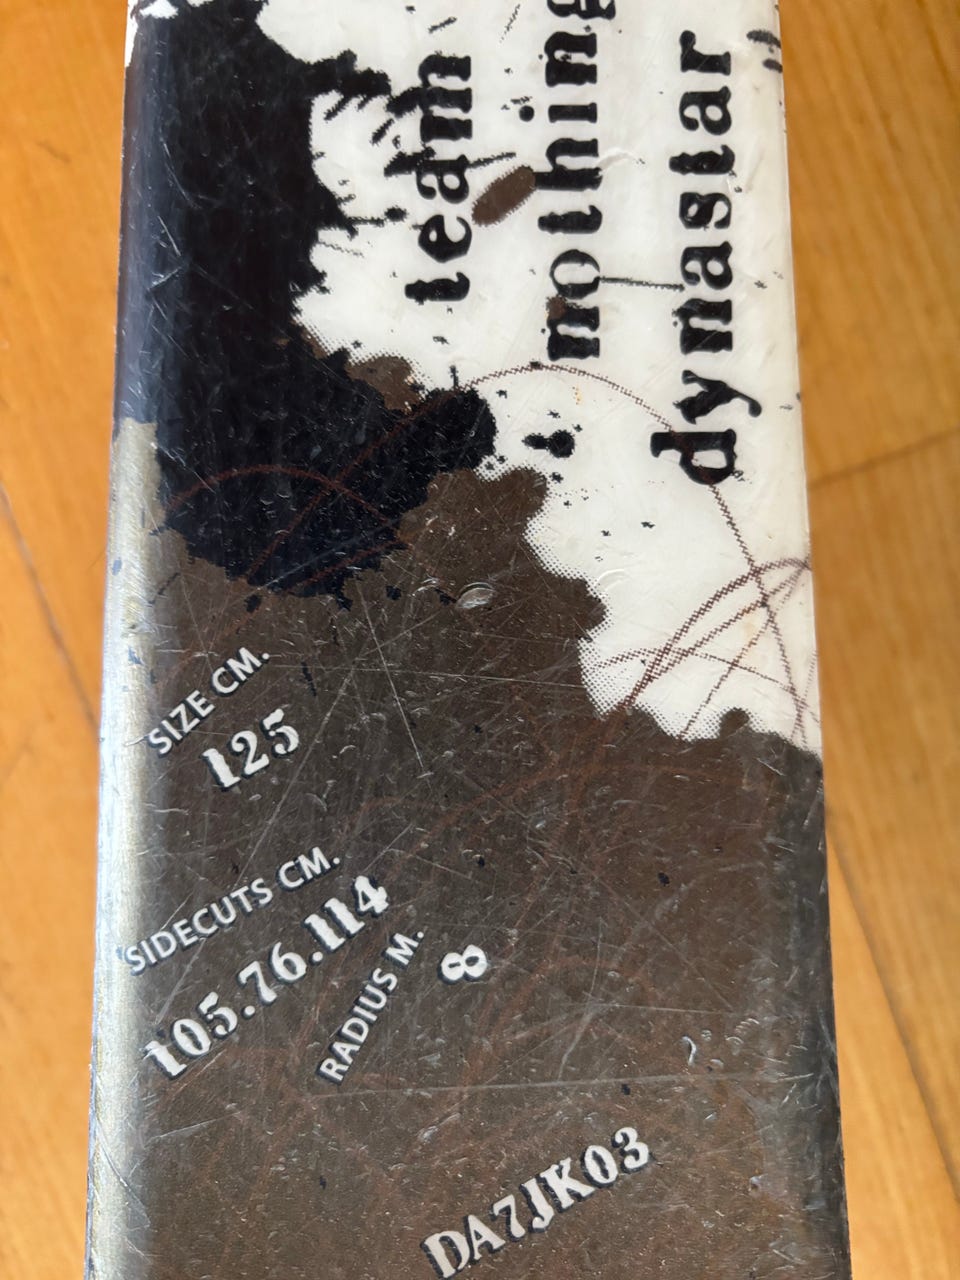 team
nothing
dynastar
SIZE CM.
125
SIDECUTS CM.
105.76.114
RADIUS M.
8
DA7JK03